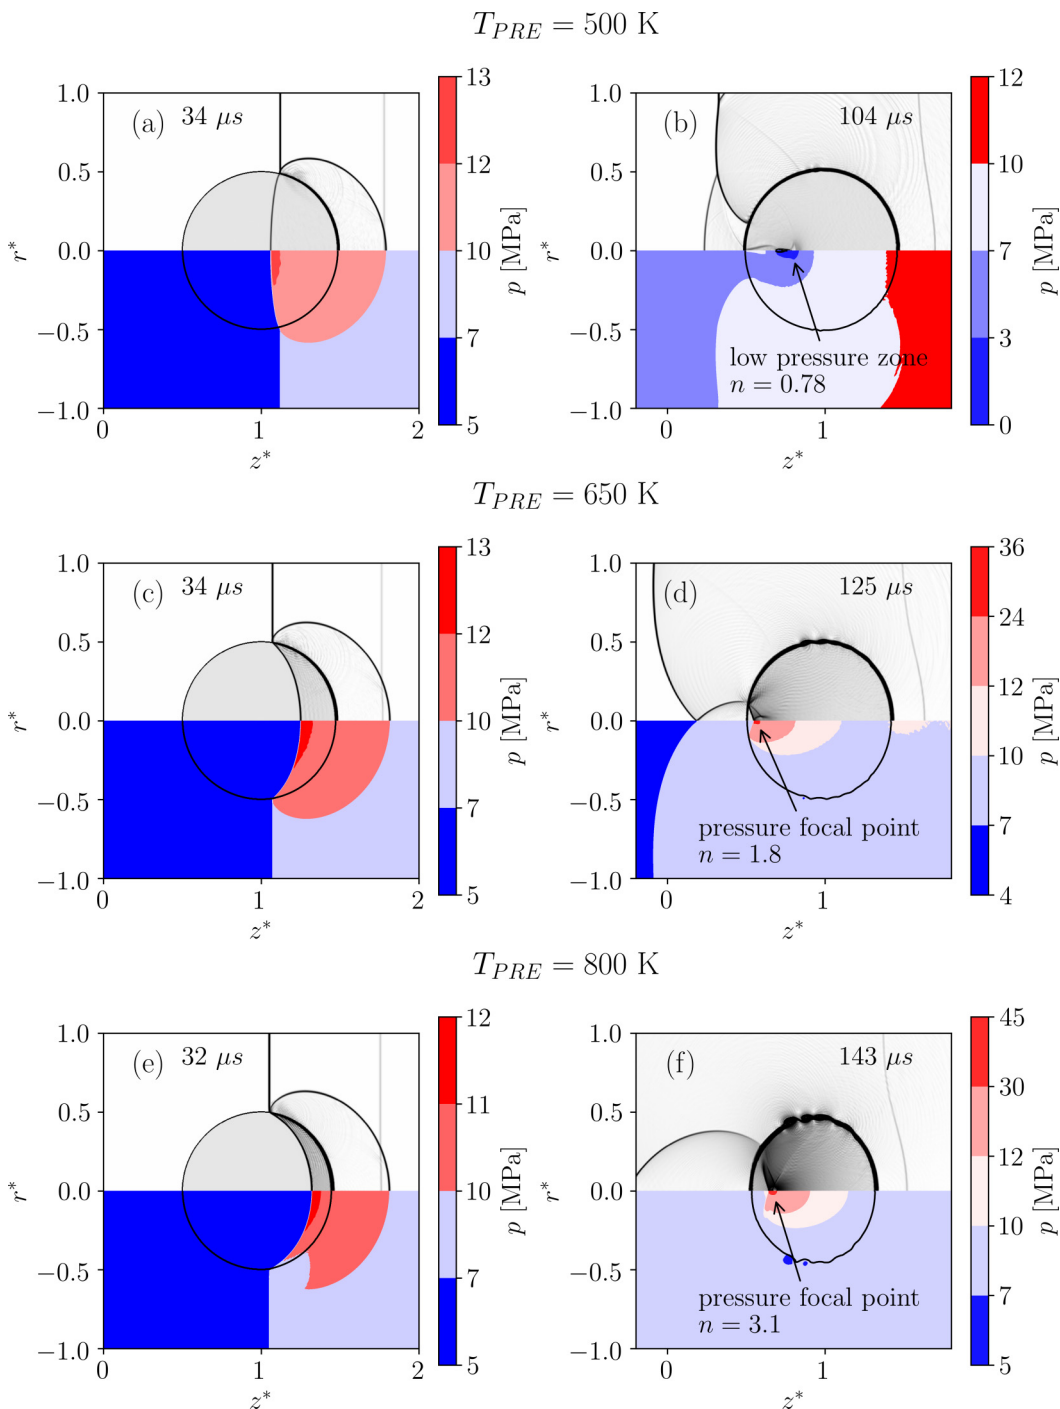 T_PRE = 500 K
(a) 34 μs
1.0
0.5
0.0
−0.5
−1.0
r*
0 1 2
z*
13
12
10
7
5
p [MPa]
(b) 104 μs
1.0
0.5
0.0
−0.5
−1.0
r*
low pressure zone
n = 0.78
0 1
z*
12
10
7
3
0
p [MPa]
T_PRE = 650 K
(c) 34 μs
1.0
0.5
0.0
−0.5
−1.0
r*
0 1 2
z*
13
12
10
7
5
p [MPa]
(d) 125 μs
1.0
0.5
0.0
−0.5
−1.0
r*
pressure focal point
n = 1.8
0 1
z*
36
24
12
10
7
4
p [MPa]
T_PRE = 800 K
(e) 32 μs
1.0
0.5
0.0
−0.5
−1.0
r*
0 1 2
z*
12
11
10
7
5
p [MPa]
(f) 143 μs
1.0
0.5
0.0
−0.5
−1.0
r*
pressure focal point
n = 3.1
0 1
z*
45
30
12
10
7
5
p [MPa]